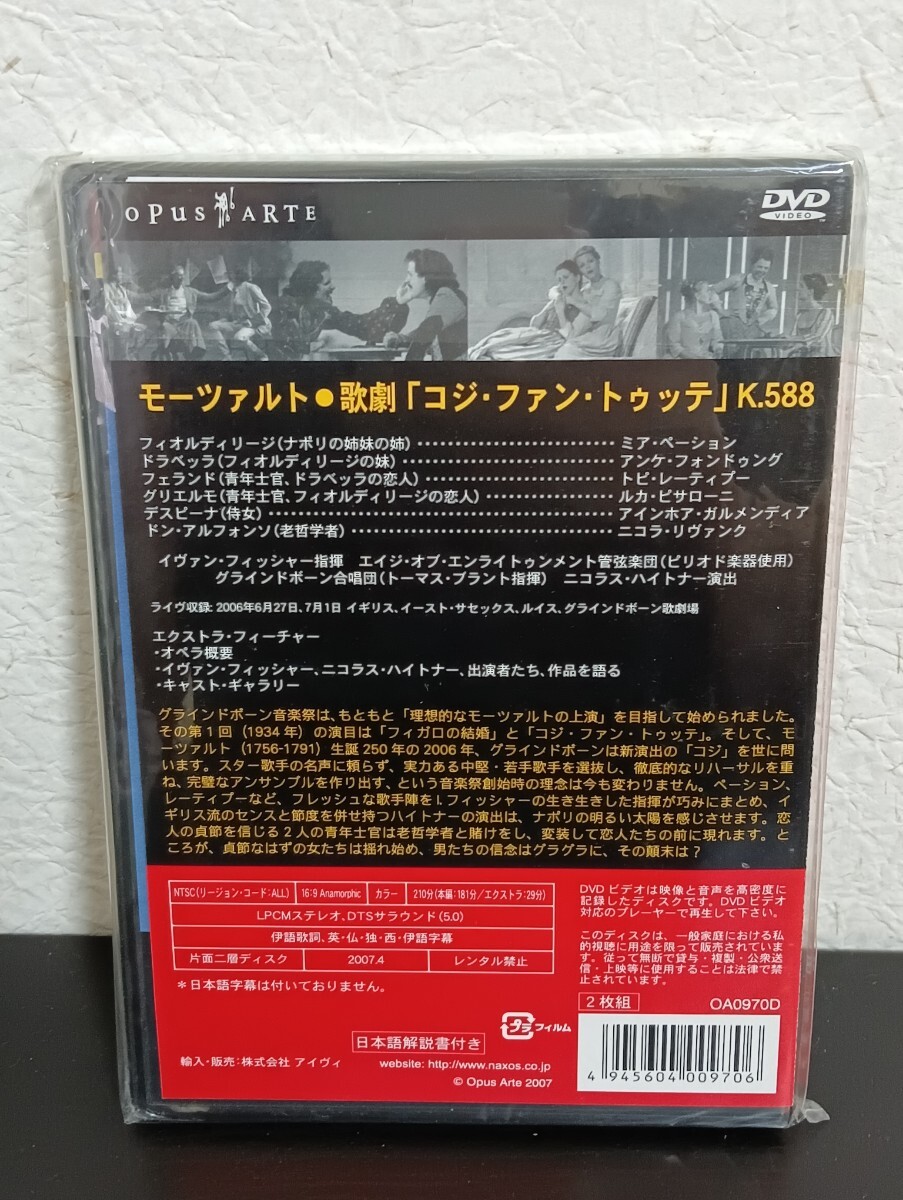 OPUS ARTE
DVD
VIDEO
モーツァルト●歌劇「コジ・ファン・トゥッテ」K.588
フィオルディリージ(ナポリの姉妹の姉) ミア・ペーション
ドラベッラ(フィオルディリージの妹) アンケ・フォンドゥング
フェランド(青年士官、ドラベッラの恋人) トピ・レーティプー
グリエルモ(青年士官、フィオルディリージの恋人) ルカ・ピサローニ
デスピーナ(侍女) アインホア・ガルメンディア
ドン・アルフォンソ(老哲学者) ニコラ・リヴァンク
イヴァン・フィッシャー指揮 エイジ・オブ・エンライトゥンメント管弦楽団(ピリオド楽器使用)
グラインドボーン合唱団(トーマス・ブラント指揮) ニコラス・ハイトナー演出
ライヴ収録: 2006年6月27日、7月1日 イギリス、イースト・サセックス、ルイス、グラインドボーン歌劇場
エクストラ・フィーチャー
・オペラ概要
・イヴァン・フィッシャー、ニコラス・ハイトナー、出演者たち、作品を語る
・キャスト・ギャラリー
グラインドボーン音楽祭は、もともと「理想的なモーツァルトの上演」を目指して始められました。
その第1回(1934年)の演目は「フィガロの結婚」と「コジ・ファン・トゥッテ」。そして、モ
ーツァルト(1756-1791)生誕250年の2006年、グラインドボーンは新演出の「コジ」を世に問
います。スター歌手の名声に頼らず、実力ある中堅・若手歌手を選抜し、徹底的なリハーサルを重
ね、完璧なアンサンブルを作り出す、という音楽祭創始時の理念は今も変わりません。ペーション、
レーティプーなど、フレッシュな歌手陣をI.フィッシャーの生き生きした指揮が巧みにまとめ、イ
ギリス流のセンスと節度を併せ持つハイトナーの演出は、ナポリの明るい太陽を感じさせます。恋
人の貞節を信じる2人の青年士官は老哲学者と賭けをし、変装して恋人たちの前に現れます。と
ころが、貞節なはずの女たちは揺れ始め、男たちの信念はグラグラに、その顛末は?
NTSC(リージョン・コード:ALL) 16:9 Anamorphic カラー 210分(本編:181分/エクストラ:29分)
LPCMステレオ、DTSサラウンド(5.0)
伊語歌詞、英・仏・独・西・伊語字幕
片面二層ディスク 2007.4 レンタル禁止
*日本語字幕は付いておりません。
DVDビデオは映像と音声を高密度に
記録したディスクです。DVDビデオ
対応のプレーヤーで再生して下さい。
このディスクは、一般家庭における私
的視聴に用途を限って販売されていま
す。従って無断で貸与・複製・公衆送
信・上映等に使用することは法律で禁
止されています。
2枚組 OA0970D
プラ フィルム
日本語解説書付き
輸入・販売:株式会社 アイヴィ website: http://www.naxos.co.jp
© Opus Arte 2007
4 945604 009706